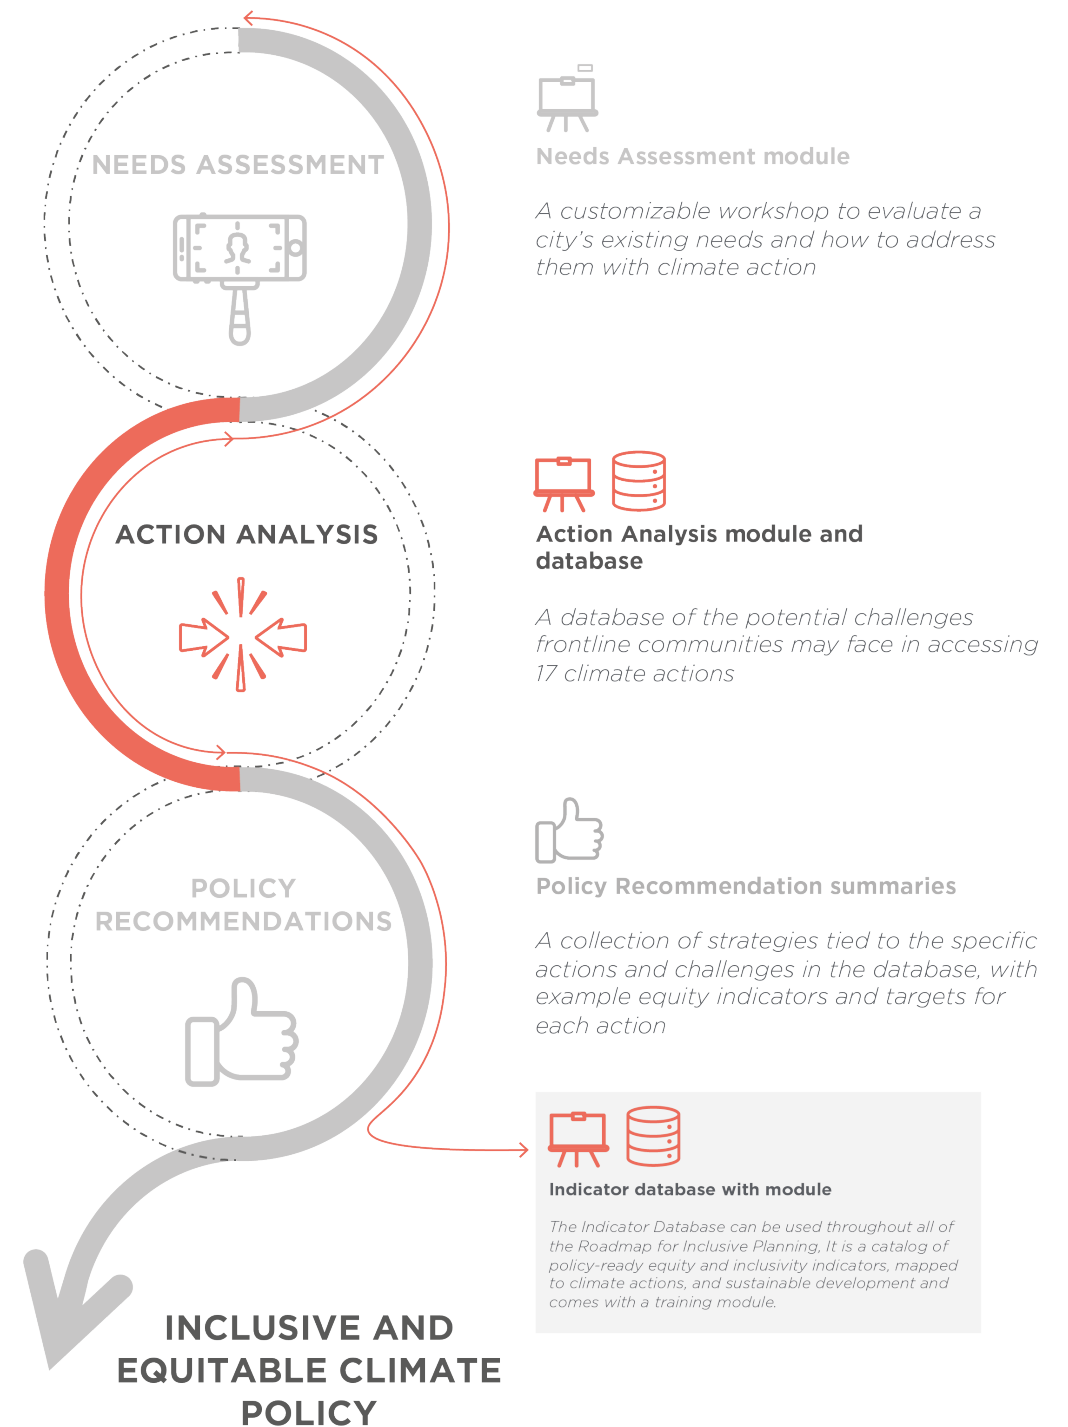 NEEDS ASSESSMENT
Needs Assessment module
A customizable workshop to evaluate a
city's existing needs and how to address
them with climate action
ACTION ANALYSIS
Action Analysis module and
database
A database of the potential challenges
frontline communities may face in accessing
17 climate actions
POLICY
RECOMMENDATIONS
Policy Recommendation summaries
A collection of strategies tied to the specific
actions and challenges in the database, with
example equity indicators and targets for
each action
Indicator database with module
The Indicator Database can be used throughout all of
the Roadmap for Inclusive Planning, It is a catalog of
policy-ready equity and inclusivity indicators, mapped
to climate actions, and sustainable development and
comes with a training module.
INCLUSIVE AND
EQUITABLE CLIMATE
POLICY